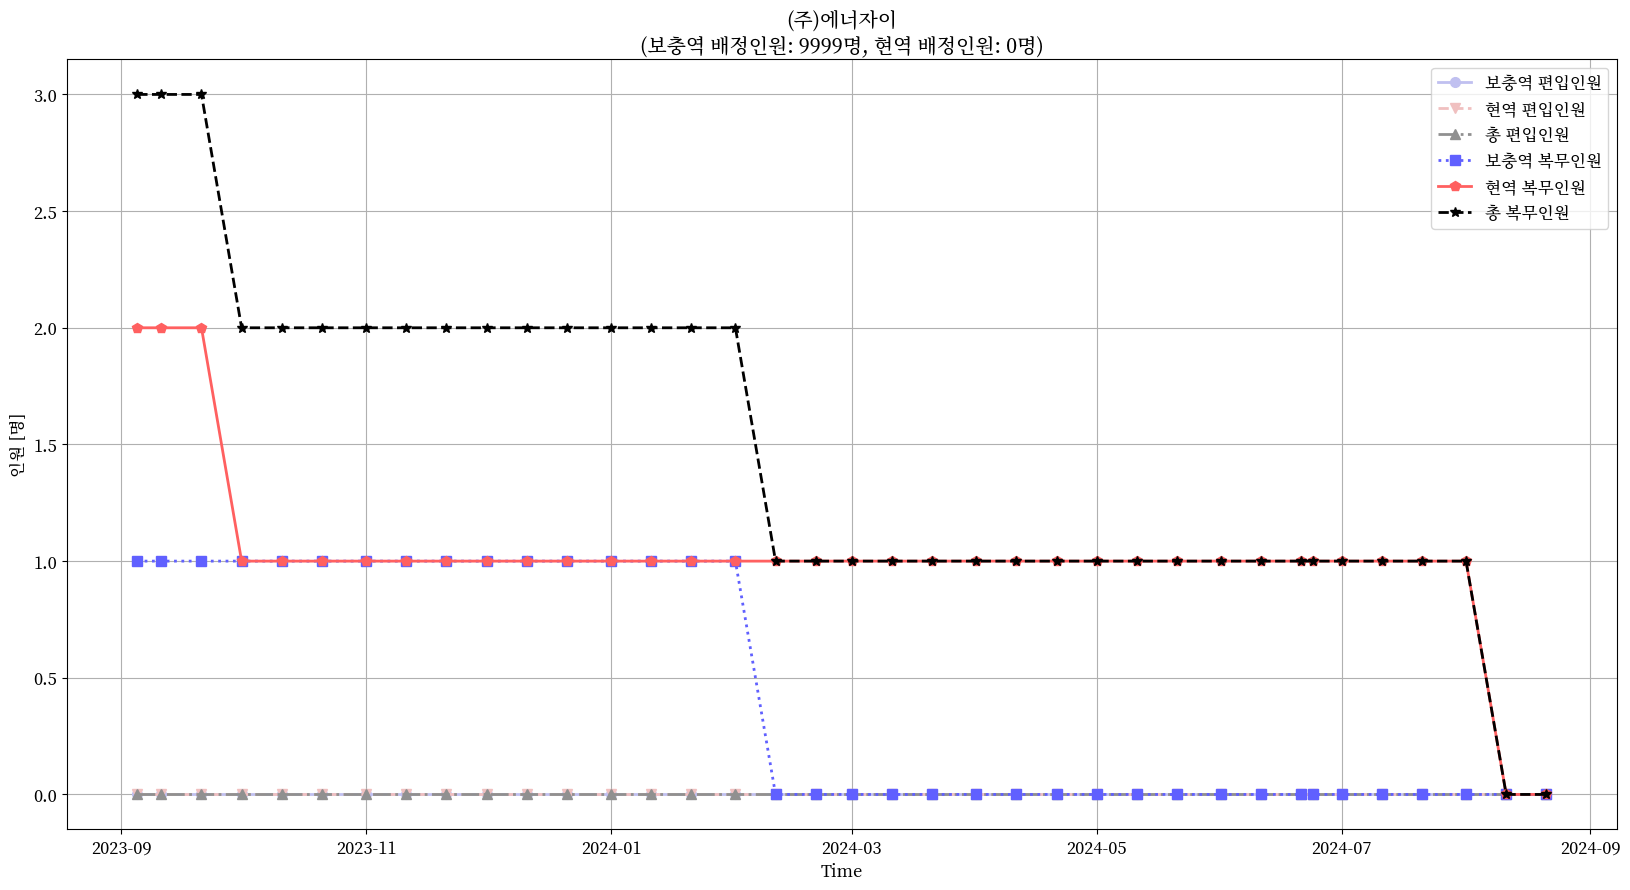 (주)에너자이
(보충역 배정인원: 9999명, 현역 배정인원: 0명)
보충역 편입인원
현역 편입인원
총 편입인원
보충역 복무인원
현역 복무인원
총 복무인원
3.0
2.5
2.0
1.5
1.0
0.5
0.0
인원 [명]
2023-09
2023-11
2024-01
2024-03
2024-05
2024-07
2024-09
Time